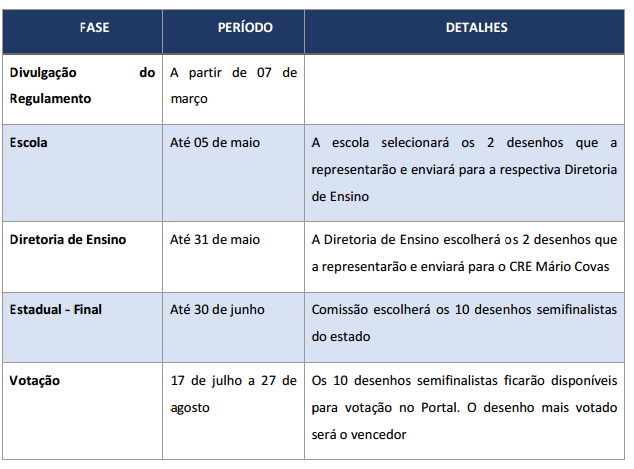 FASE PERÍODO DETALHES
Divulgação do
Regulamento
A partir de 07 de
março
Escola
Até 05 de maio
A escola selecionará os 2 desenhos que a
representarão e enviará para a respectiva Diretoria
de Ensino
Diretoria de Ensino
Até 31 de maio
A Diretoria de Ensino escolherá os 2 desenhos que
a representarão e enviará para o CRE Mário Covas
Estadual - Final
Até 30 de junho
Comissão escolherá os 10 desenhos semifinalistas
do estado
Votação
17 de julho a 27 de
agosto
Os 10 desenhos semifinalistas ficarão disponíveis
para votação no Portal. O desenho mais votado
será o vencedor